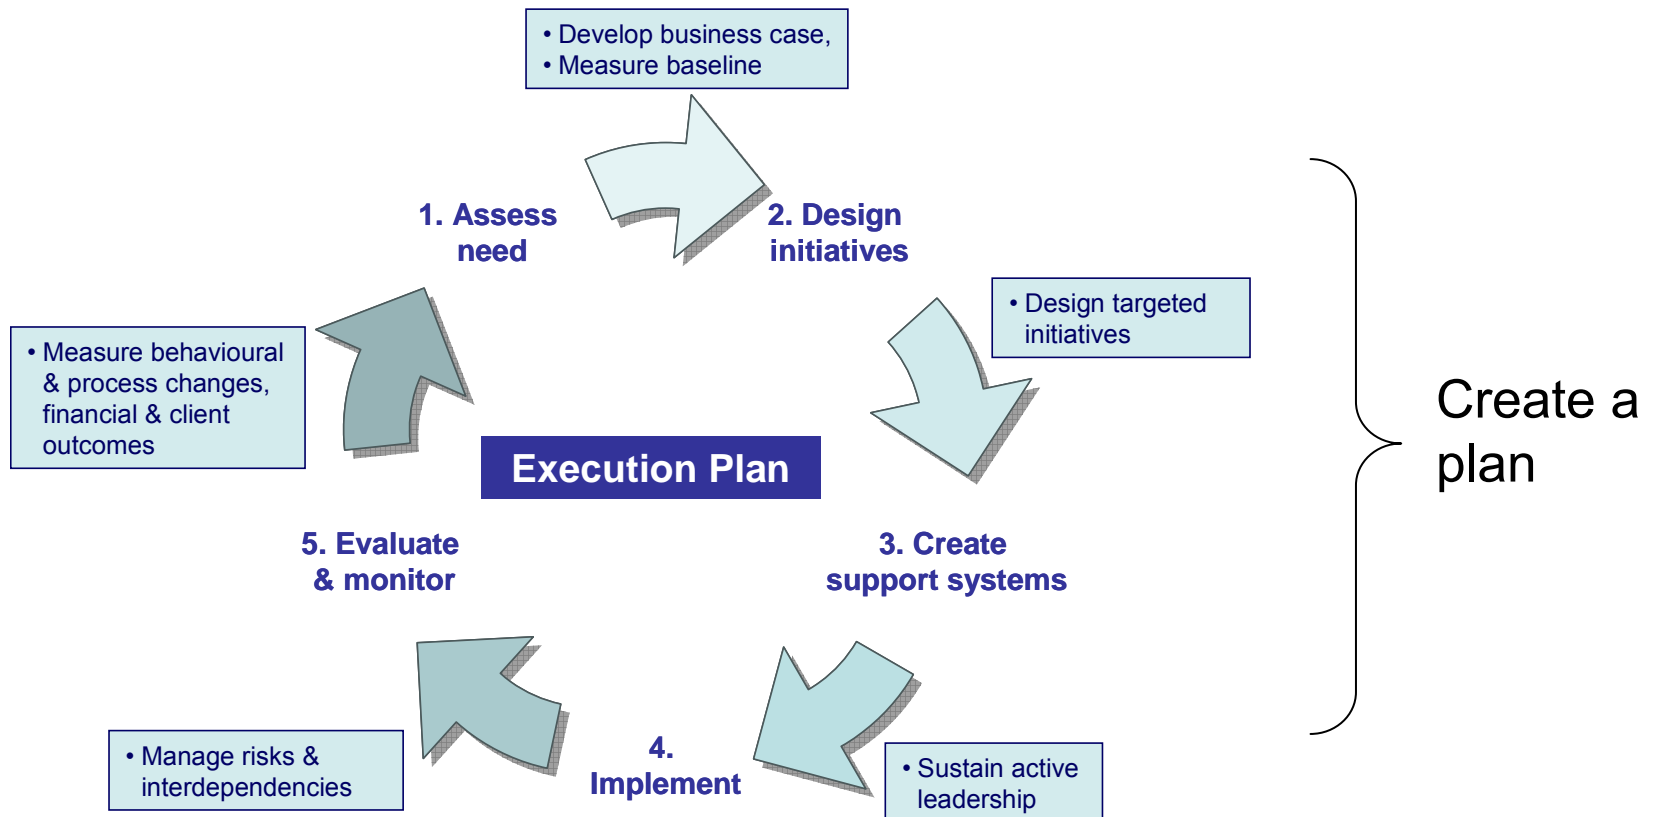 • Develop business case,
• Measure baseline
1. Assess
need
2. Design
initiatives
• Design targeted
initiatives
• Measure behavioural
& process changes,
financial & client
outcomes
Execution Plan
Create a
plan
5. Evaluate
& monitor
3. Create
support systems
4.
Implement
• Manage risks &
interdependencies
• Sustain active
leadership